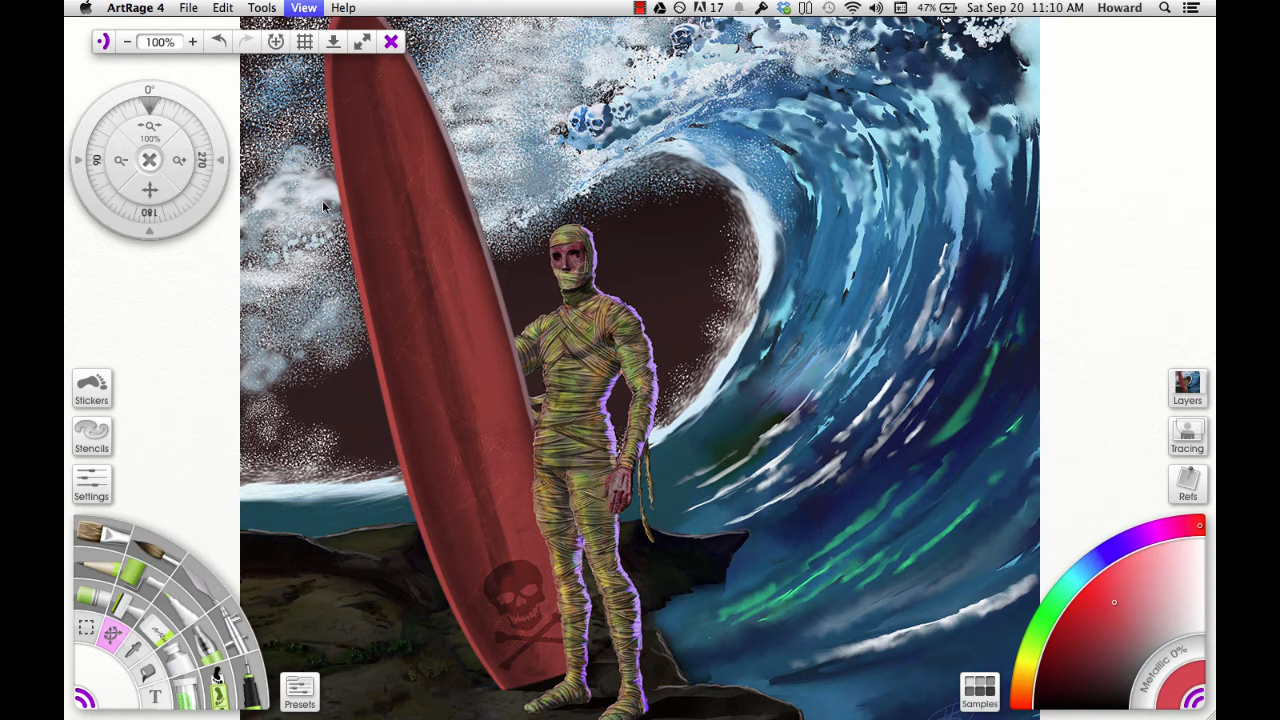 ArtRage 4 File Edit Tools View Help 17 47% Sat Sep 20 11:10 AM Howard
100%
0°
100%
90 270
180
Stickers
Stencils
Settings
Presets
Layers
Tracing
Refs
Metallic 0%
Samples
T